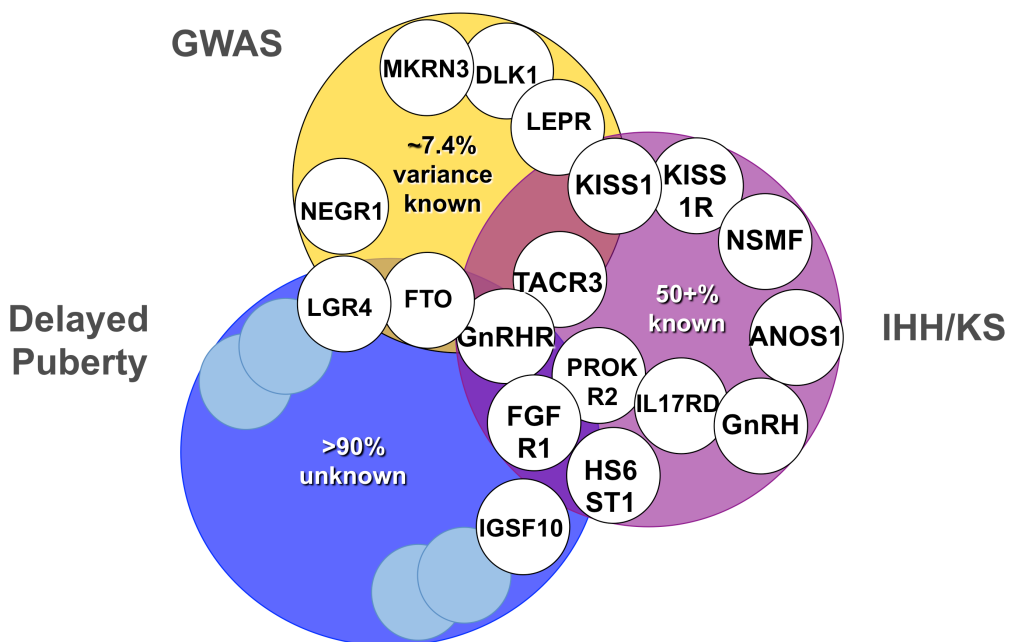 GWAS
MKRN3
DLK1
LEPR
~7.4%
variance
known
NEGR1
KISS1
KISS
1R
NSMF
TACR3
50+%
known
LGR4
FTO
GnRHR
ANOS1
Delayed
Puberty
IHH/KS
PROK
R2
IL17RD
GnRH
FGF
R1
>90%
unknown
HS6
ST1
IGSF10